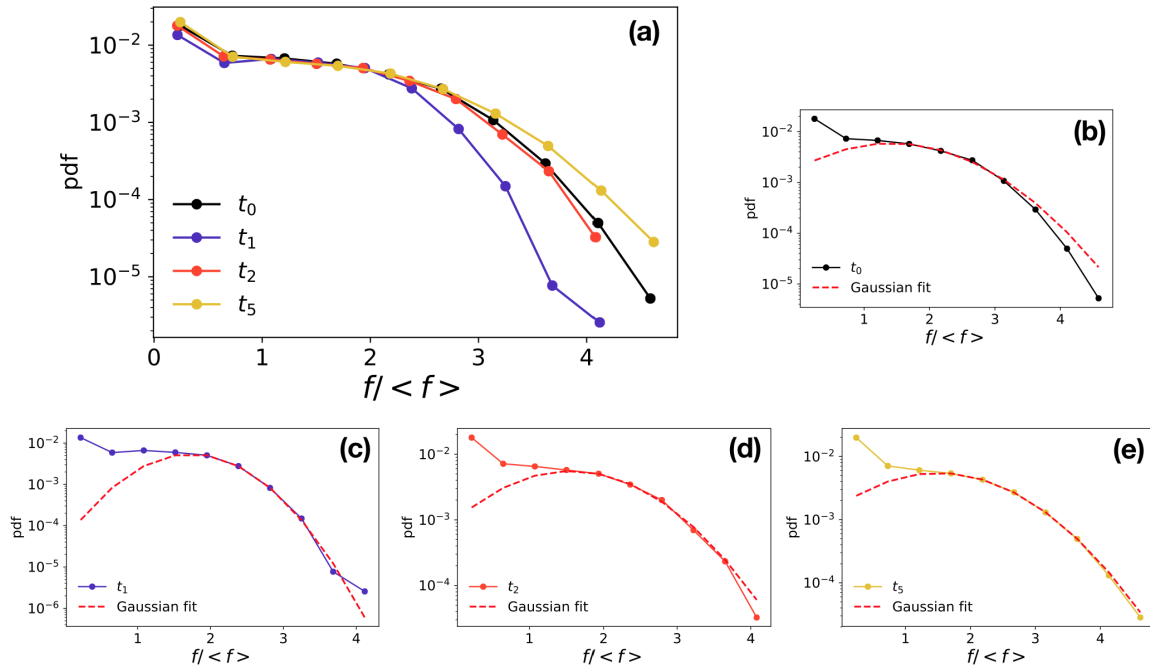 (a)
10⁻²
10⁻³
10⁻⁴
10⁻⁵
pdf
t₀
t₁
t₂
t₅
0 1 2 3 4
f/ < f >
(b)
10⁻²
10⁻³
10⁻⁴
10⁻⁵
pdf
t₀
Gaussian fit
1 2 3 4
f/ < f >
(c)
10⁻²
10⁻³
10⁻⁴
10⁻⁵
10⁻⁶
pdf
t₁
Gaussian fit
1 2 3 4
f/ < f >
(d)
10⁻²
10⁻³
10⁻⁴
pdf
t₂
Gaussian fit
1 2 3 4
f/ < f >
(e)
10⁻²
10⁻³
10⁻⁴
pdf
t₅
Gaussian fit
1 2 3 4
f/ < f >